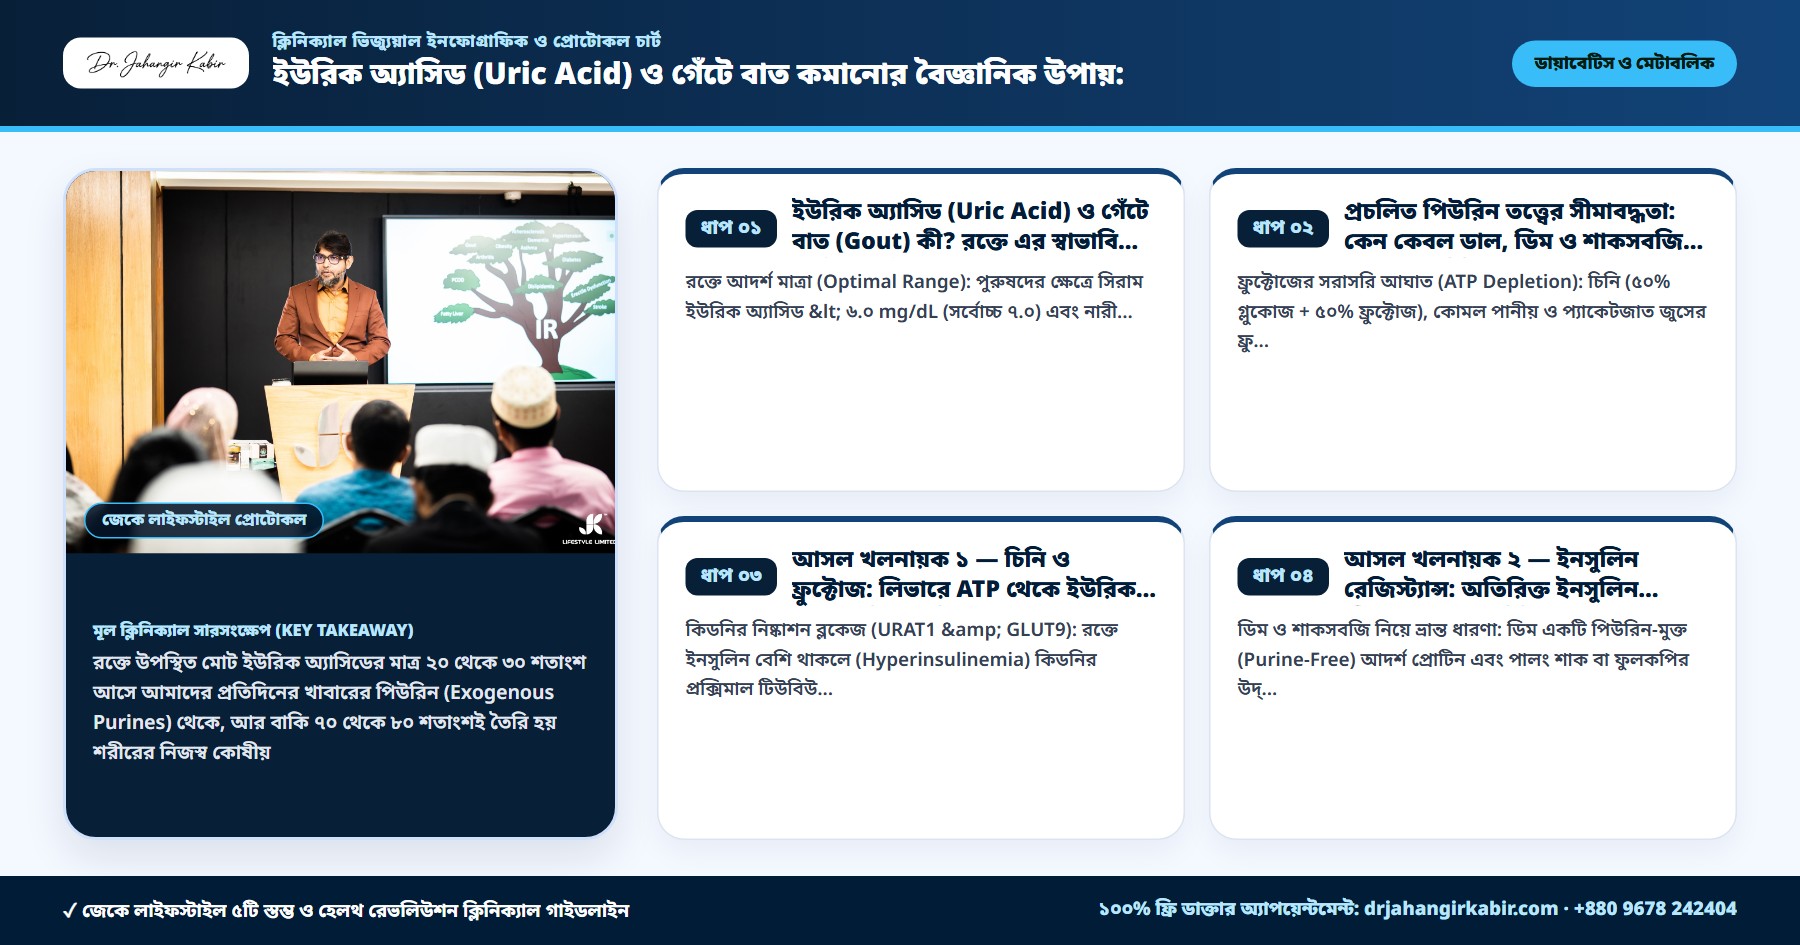 Dr. Jahangir Kabir
ক্লিনিক্যাল ভিজ্যুয়াল ইনফোগ্রাফিক ও প্রোটোকল চার্ট
ইউরিক অ্যাসিড (Uric Acid) ও গেঁটে বাত কমানোর বৈজ্ঞানিক উপায়:
ডায়াবেটিস ও মেটাবলিক
IR
জেকে লাইফস্টাইল প্রোটোকল
JK
LIFESTYLE LIMITED
মূল ক্লিনিক্যাল সারসংক্ষেপ (KEY TAKEAWAY)
রক্তে উপস্থিত মোট ইউরিক অ্যাসিডের মাত্র ২০ থেকে ৩০ শতাংশ
আসে আমাদের প্রতিদিনের খাবারের পিউরিন (Exogenous
Purines) থেকে, আর বাকি ৭০ থেকে ৮০ শতাংশই তৈরি হয়
শরীরের নিজস্ব কোষীয়
ধাপ ০১
ইউরিক অ্যাসিড (Uric Acid) ও গেঁটে
বাত (Gout) কী? রক্তে এর স্বাভাবি...
রক্তে আদর্শ মাত্রা (Optimal Range): পুরুষদের ক্ষেত্রে সিরাম
ইউরিক অ্যাসিড &lt; ৬.০ mg/dL (সর্বোচ্চ ৭.০) এবং নারী...
ধাপ ০২
প্রচলিত পিউরিন তত্ত্বের সীমাবদ্ধতা:
কেন কেবল ডাল, ডিম ও শাকসবজি...
ফ্রুক্টোজের সরাসরি আঘাত (ATP Depletion): চিনি (৫০%
গ্লুকোজ + ৫০% ফ্রুক্টোজ), কোমল পানীয় ও প্যাকেটজাত জুসের
ফ্রু...
ধাপ ০৩
আসল খলনায়ক ১ — চিনি ও
ফ্রুক্টোজ: লিভারে ATP থেকে ইউরিক...
কিডনির নিষ্কাশন ব্লকেজ (URAT1 &amp; GLUT9): রক্তে
ইনসুলিন বেশি থাকলে (Hyperinsulinemia) কিডনির
প্রক্সিমাল টিউবিউ...
ধাপ ০৪
আসল খলনায়ক ২ — ইনসুলিন
রেজিস্ট্যান্স: অতিরিক্ত ইনসুলিন...
ডিম ও শাকসবজি নিয়ে ভ্রান্ত ধারণা: ডিম একটি পিউরিন-মুক্ত
(Purine-Free) আদর্শ প্রোটিন এবং পালং শাক বা ফুলকপির
উদ্...
✓ জেকে লাইফস্টাইল ৫টি স্তম্ভ ও হেলথ রেভলিউশন ক্লিনিক্যাল গাইডলাইন
১০০% ফ্রি ডাক্তার অ্যাপয়েন্টমেন্ট: drjahangirkabir.com · +880 9678 242404